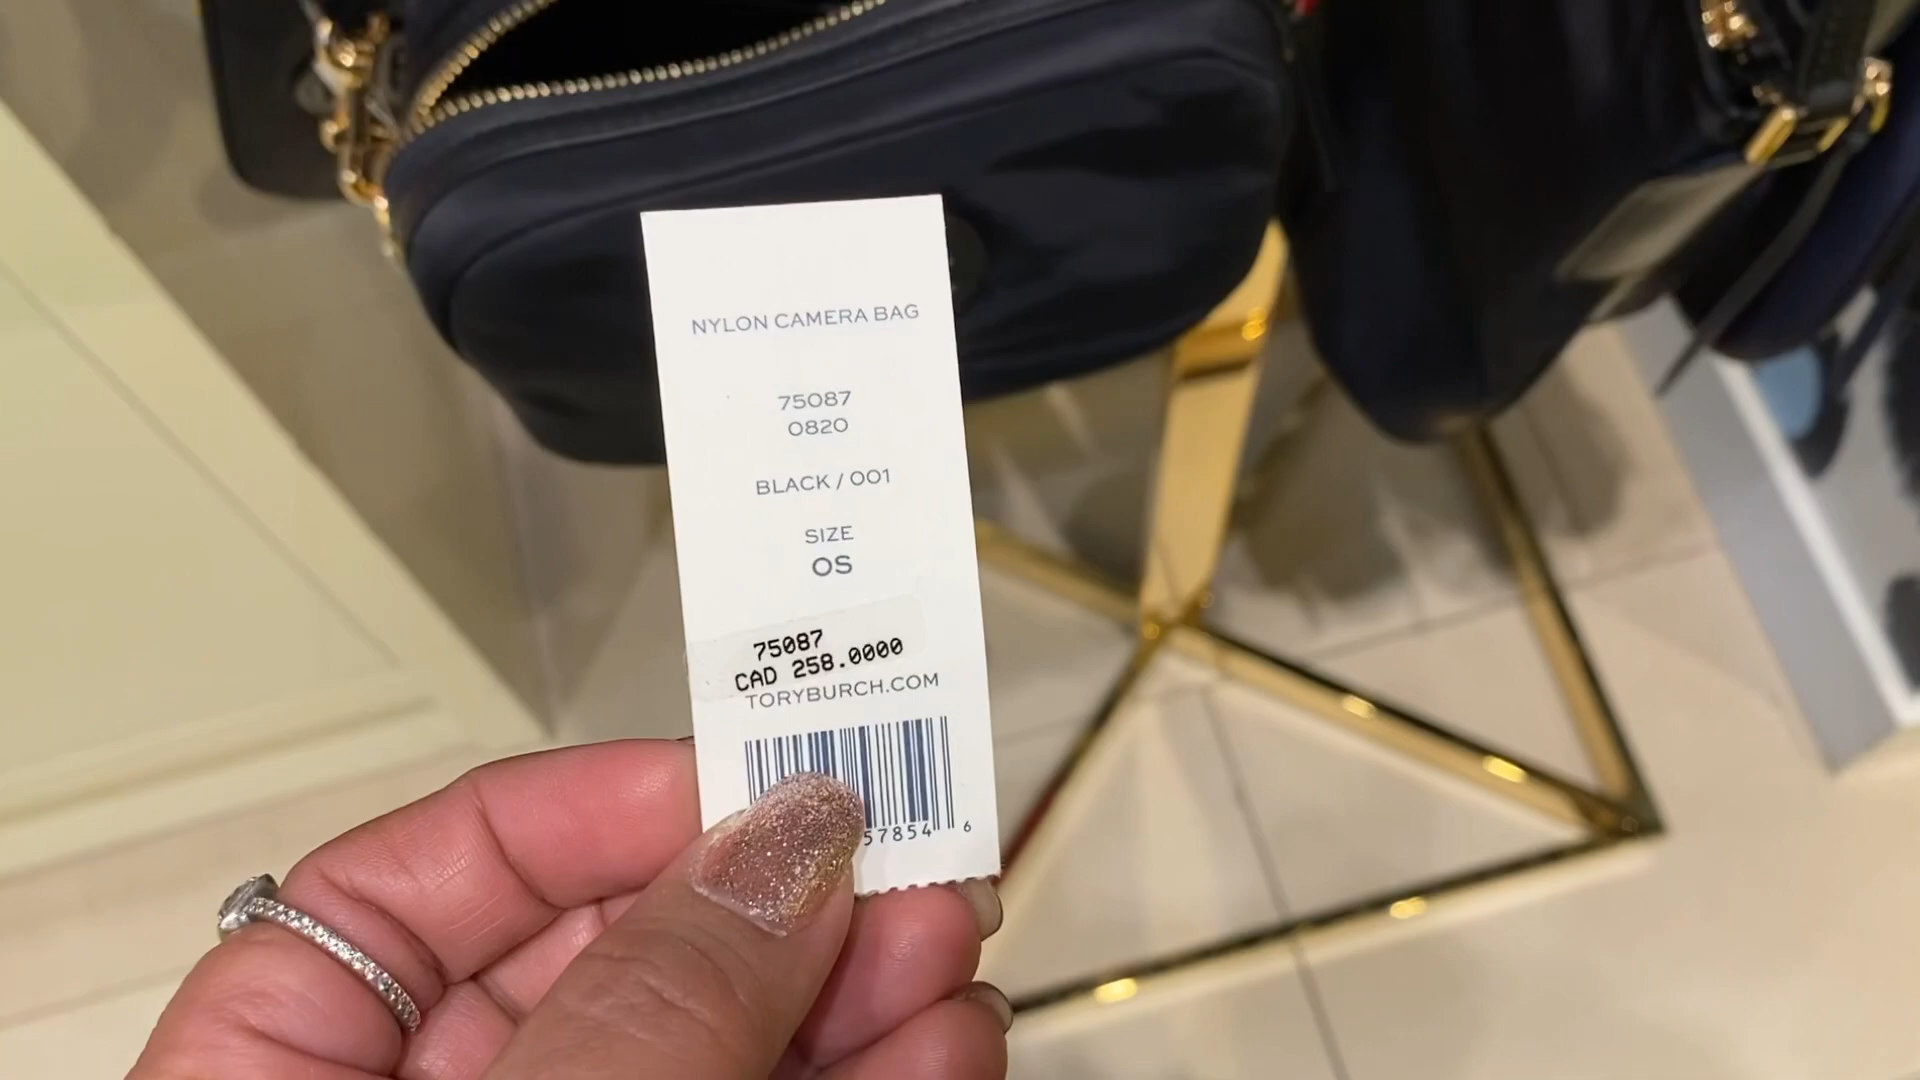 NYLON CAMERA BAG
75087
0820
BLACK / 001
SIZE
OS
75087
CAD 258.0000
TORYBURCH.COM
57854 6